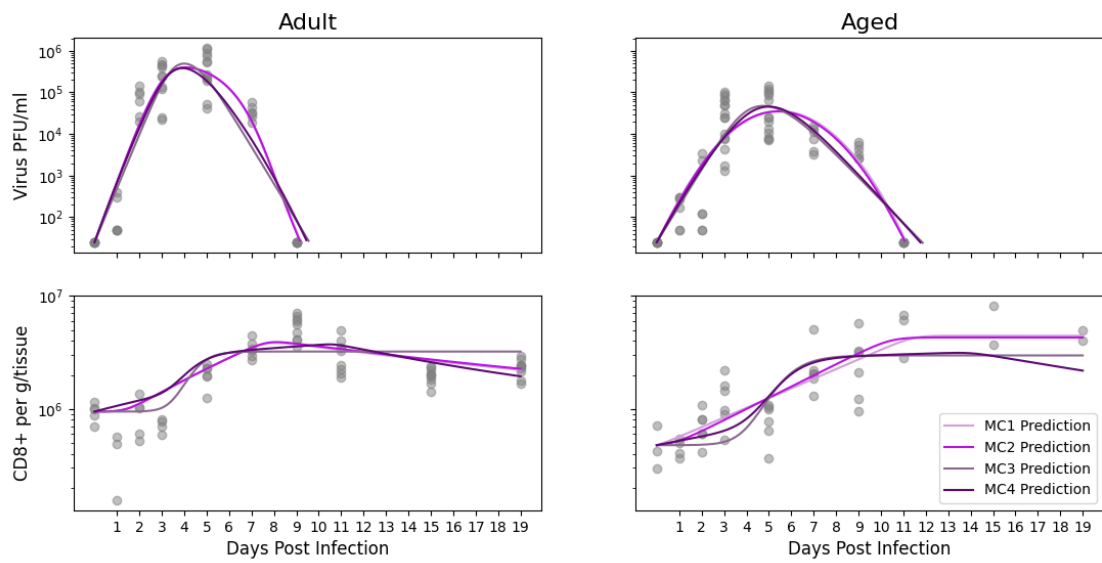 Adult
Aged
Virus PFU/ml
10^6
10^5
10^4
10^3
10^2
CD8+ per g/tissue
10^7
10^6
1 2 3 4 5 6 7 8 9 10 11 12 13 14 15 16 17 18 19
Days Post Infection
1 2 3 4 5 6 7 8 9 10 11 12 13 14 15 16 17 18 19
Days Post Infection
MC1 Prediction
MC2 Prediction
MC3 Prediction
MC4 Prediction